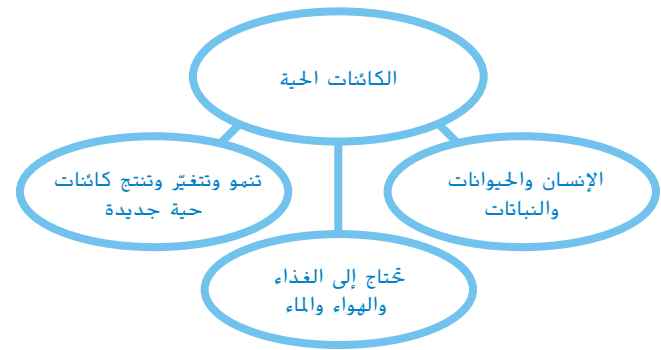 الكائنات الحية
الإنسان والحيوانات
والنباتات
تنمو وتتغيّر وتنتج كائنات
حية جديدة
تحتاج إلى الغذاء
والهواء والماء